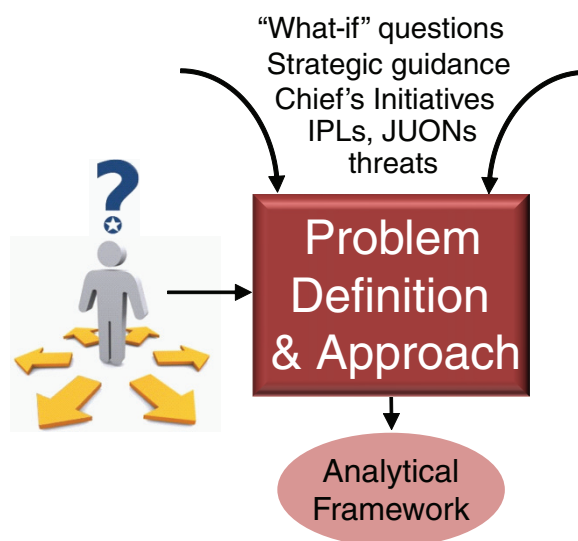 “What-if” questions
Strategic guidance
Chief’s Initiatives
IPLs, JUONs
threats
?
Problem
Definition
& Approach
Analytical
Framework